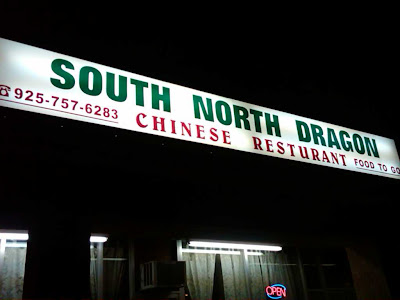 SOUTH NORTH DRAGON
☎925-757-6283 CHINESE RESTURANT FOOD TO GO
OPEN